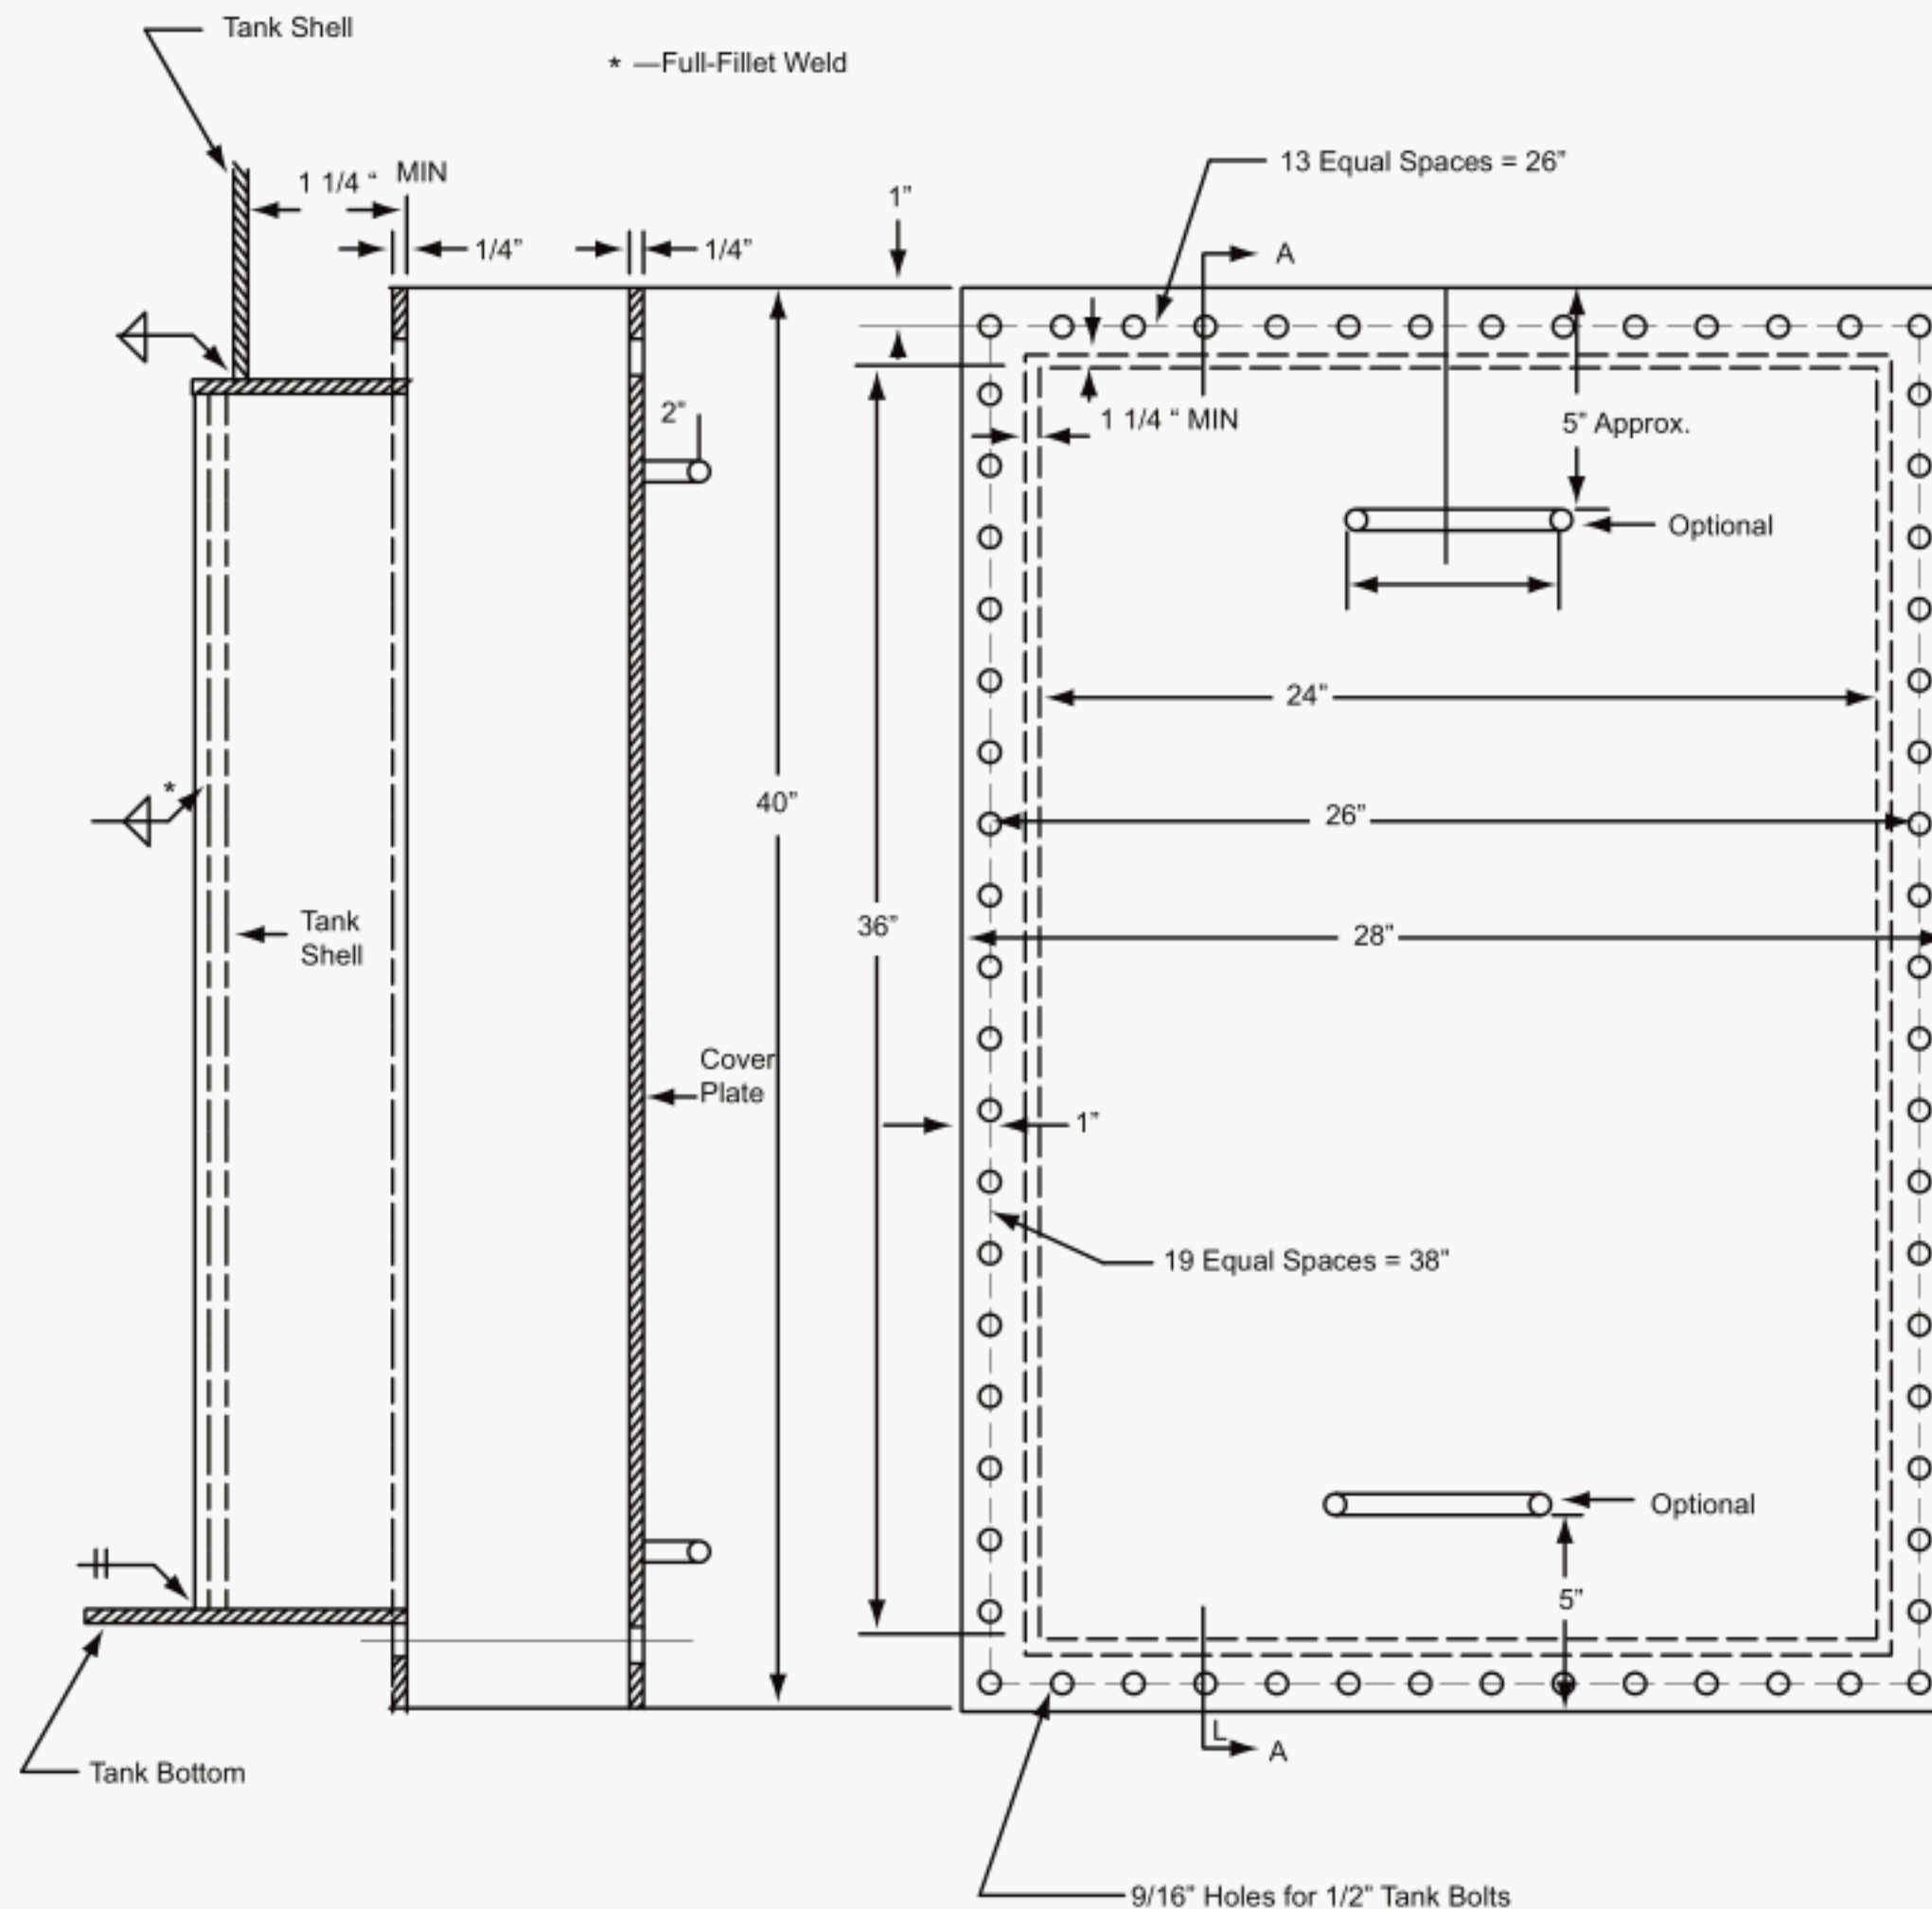 Tank Shell
* —Full-Fillet Weld
1 1/4 “ MIN
1/4”
1/4”
1”
13 Equal Spaces = 26”
A
2”
1 1/4 “ MIN
5” Approx.
Optional
24”
*
40”
26”
Tank
Shell
36”
28”
Cover
Plate
1”
19 Equal Spaces = 38”
Optional
5”
L
A
Tank Bottom
9/16” Holes for 1/2” Tank Bolts